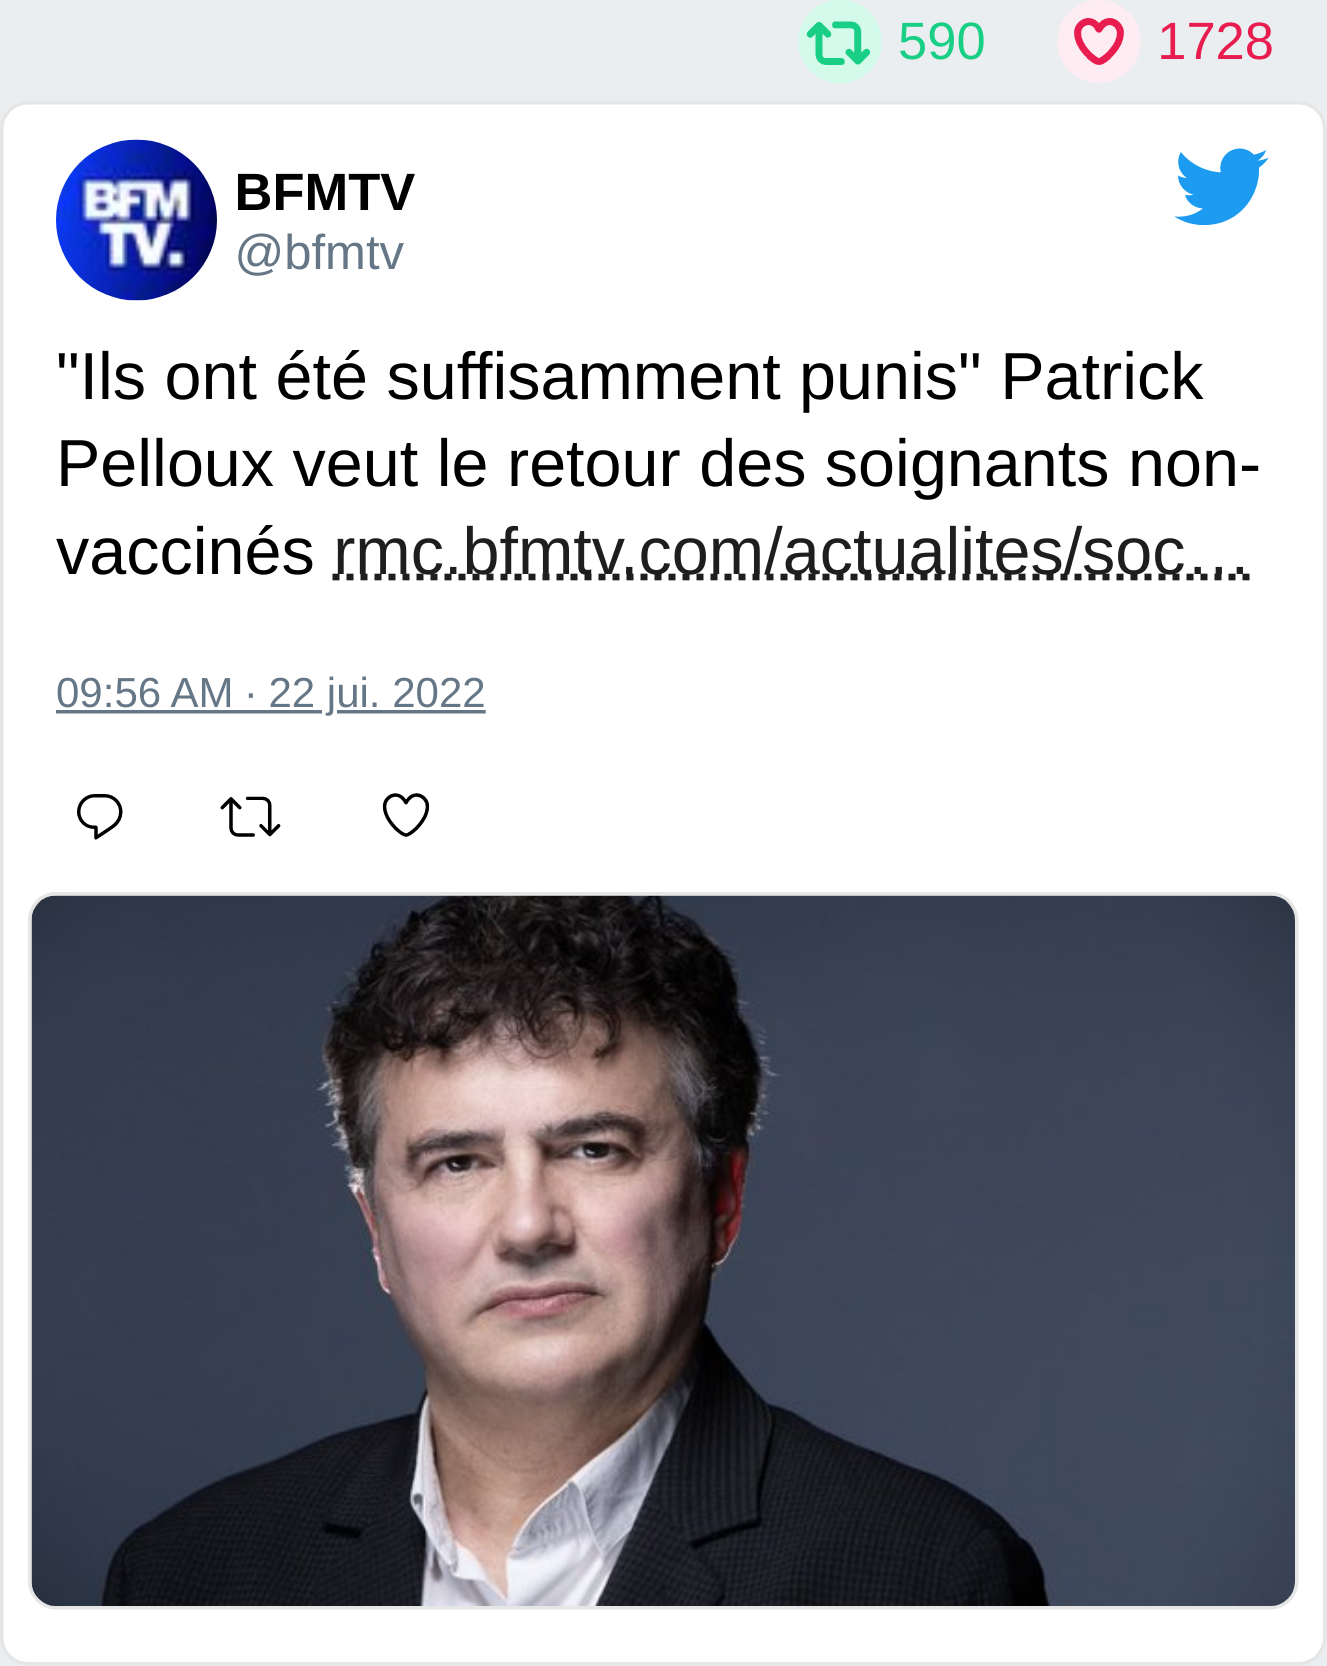 590 1728
BFM
TV.
BFMTV
@bfmtv
"Ils ont été suffisamment punis" Patrick
Pelloux veut le retour des soignants non-
vaccinés rmc.bfmtv.com/actualites/soc…
09:56 AM · 22 jui. 2022